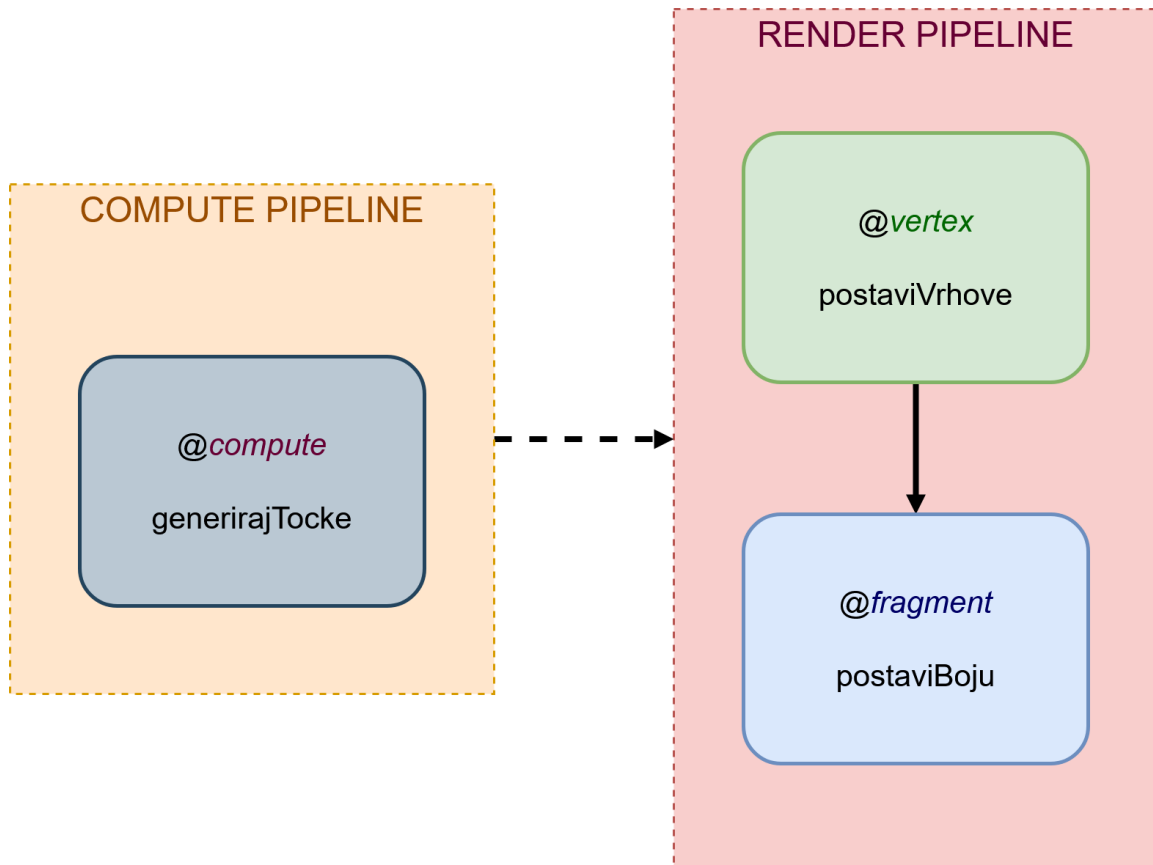 COMPUTE PIPELINE
@compute
generirajTocke
RENDER PIPELINE
@vertex
postaviVrhove
@fragment
postaviBoju